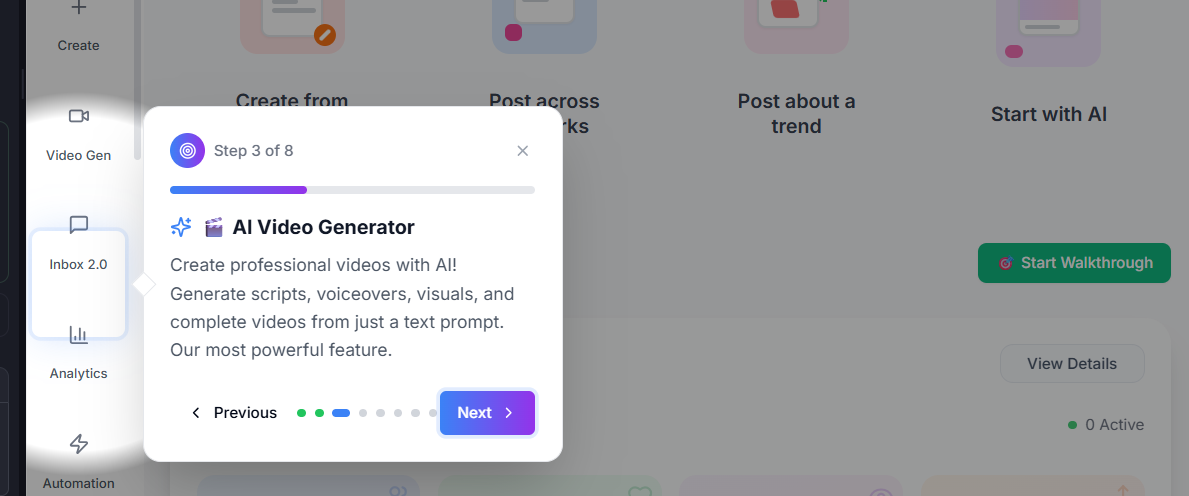 Create
Video Gen
Inbox 2.0
Analytics
Automation
Create from
Post across
Post about a
trend
Start with AI
Step 3 of 8
AI Video Generator
Create professional videos with AI!
Generate scripts, voiceovers, visuals, and
complete videos from just a text prompt.
Our most powerful feature.
Previous
Next
Start Walkthrough
View Details
0 Active